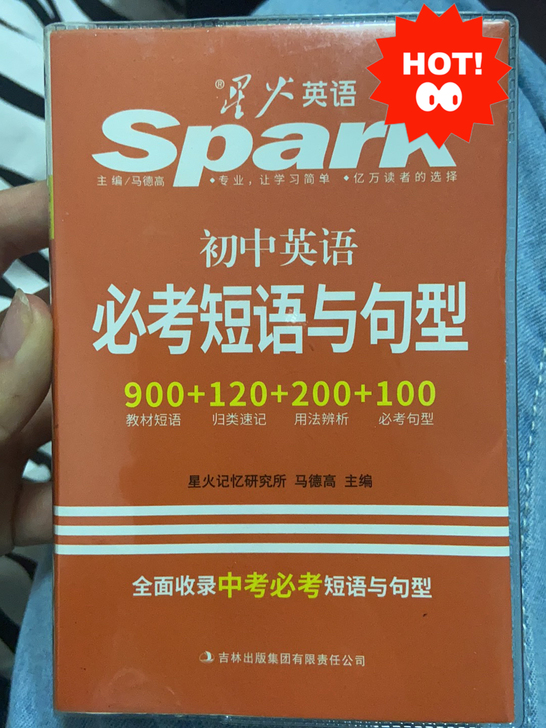 HOT!
®星火英语
Spark
主编/马德高 ◆专业，让学习简单 ◆亿万读者的选择
初中英语
必考短语与句型
900+120+200+100
教材短语 归类速记 用法辨析 必考句型
星火记忆研究所 马德高 主编
全面收录中考必考短语与句型
吉林出版集团有限责任公司